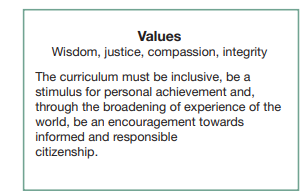 Values
Wisdom, justice, compassion, integrity
The curriculum must be inclusive, be a
stimulus for personal achievement and,
through the broadening of experience of the
world, be an encouragement towards
informed and responsible
citizenship.